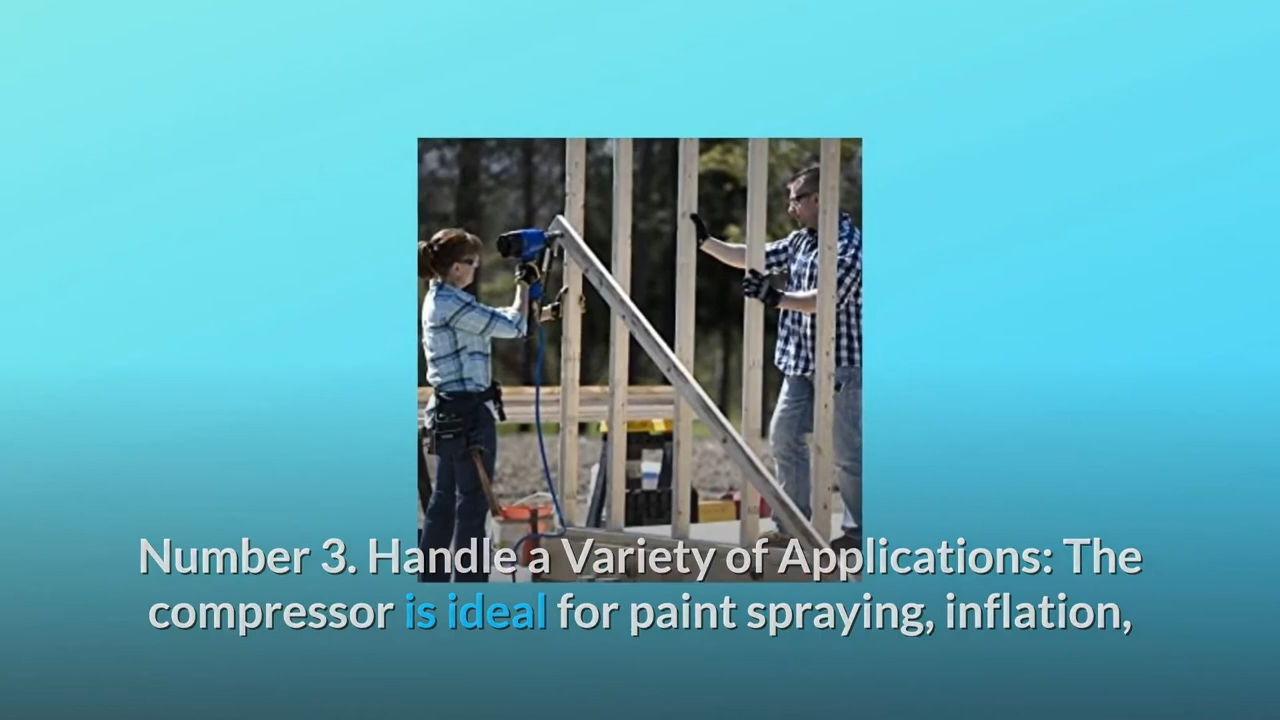 Number 3. Handle a Variety of Applications: The
compressor is ideal for paint spraying, inflation,